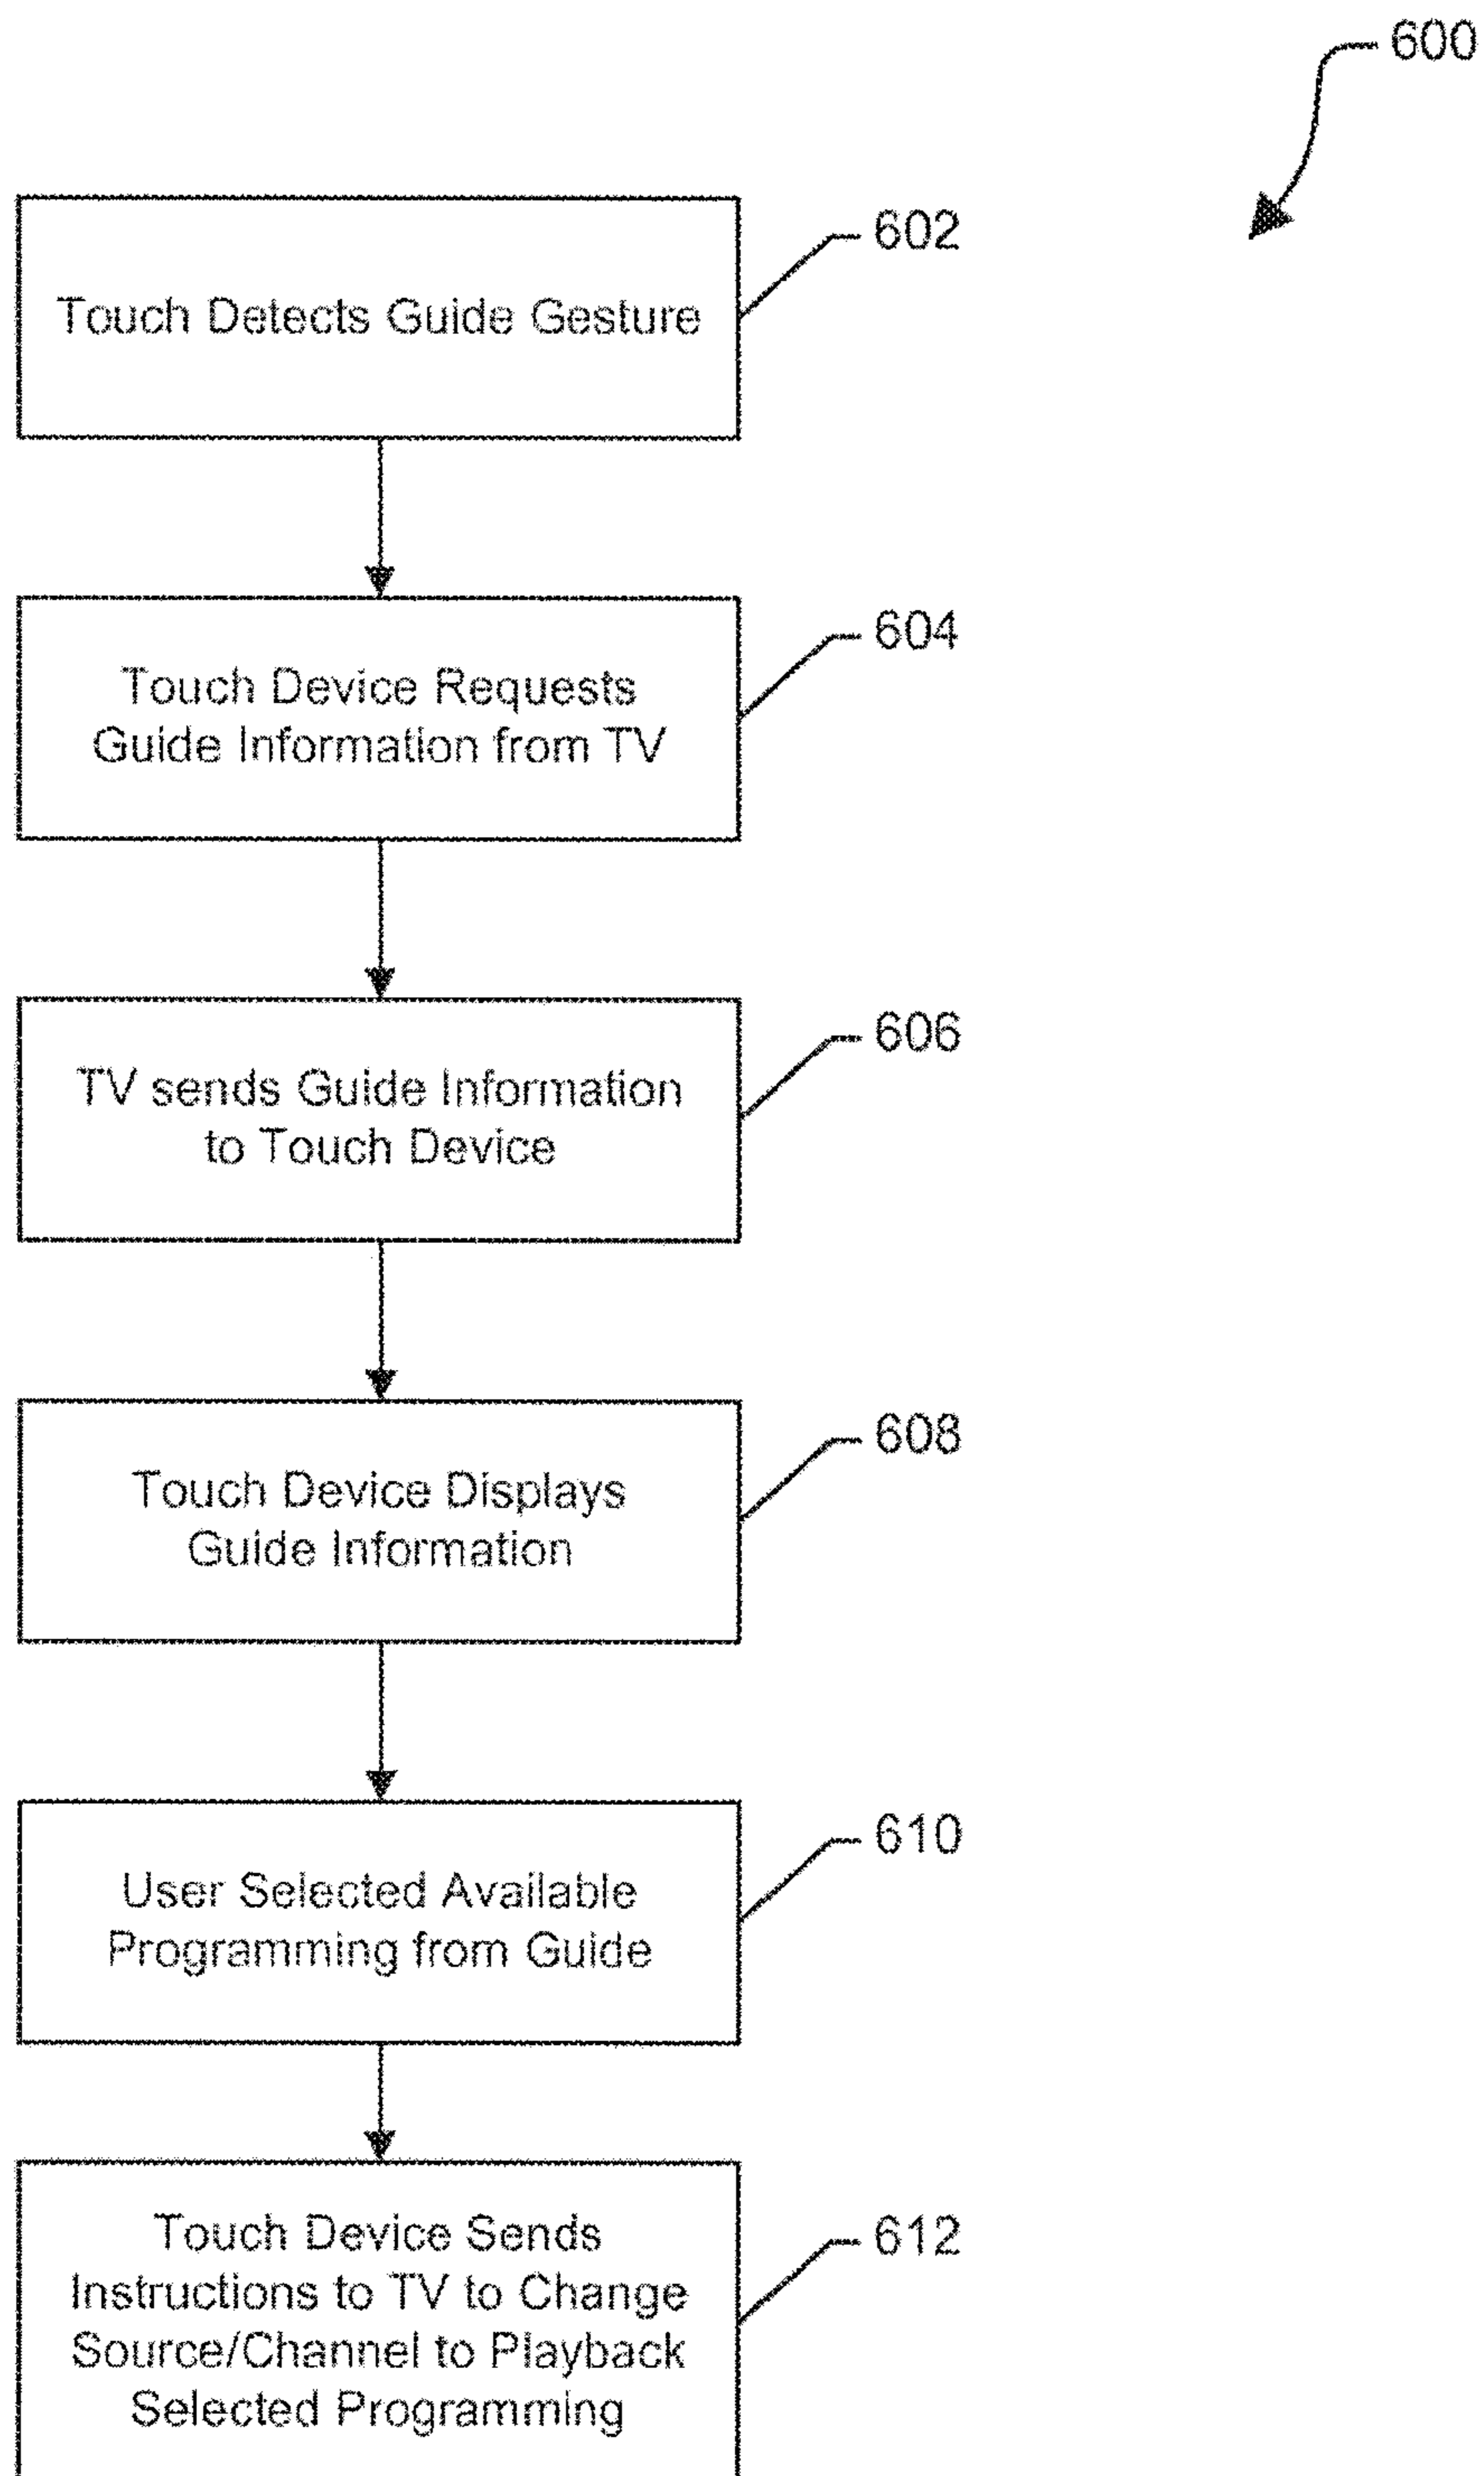 600
602
Touch Detects Guide Gesture
604
Touch Device Requests
Guide Information from TV
606
TV sends Guide Information
to Touch Device
608
Touch Device Displays
Guide Information
610
User Selected Available
Programming from Guide
612
Touch Device Sends
Instructions to TV to Change
Source/Channel to Playback
Selected Programming